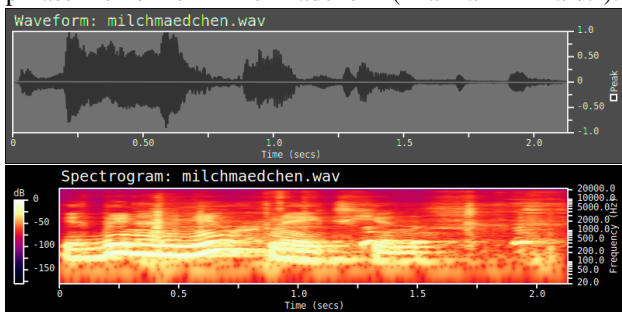 Waveform: milchmaedchen.wav
1.0
0.50
0
-0.50
-1.0
Peak
0 0.50 1.0 1.5 2.0
Time (secs)
Spectrogram: milchmaedchen.wav
dB
0
-50
-100
-150
20000.0
10000.0
5000.0
2000.0
1000.0
500.0
200.0
100.0
50.0
20.0
Frequency (Hz)
0 0.5 1.0 1.5 2.0
Time (secs)